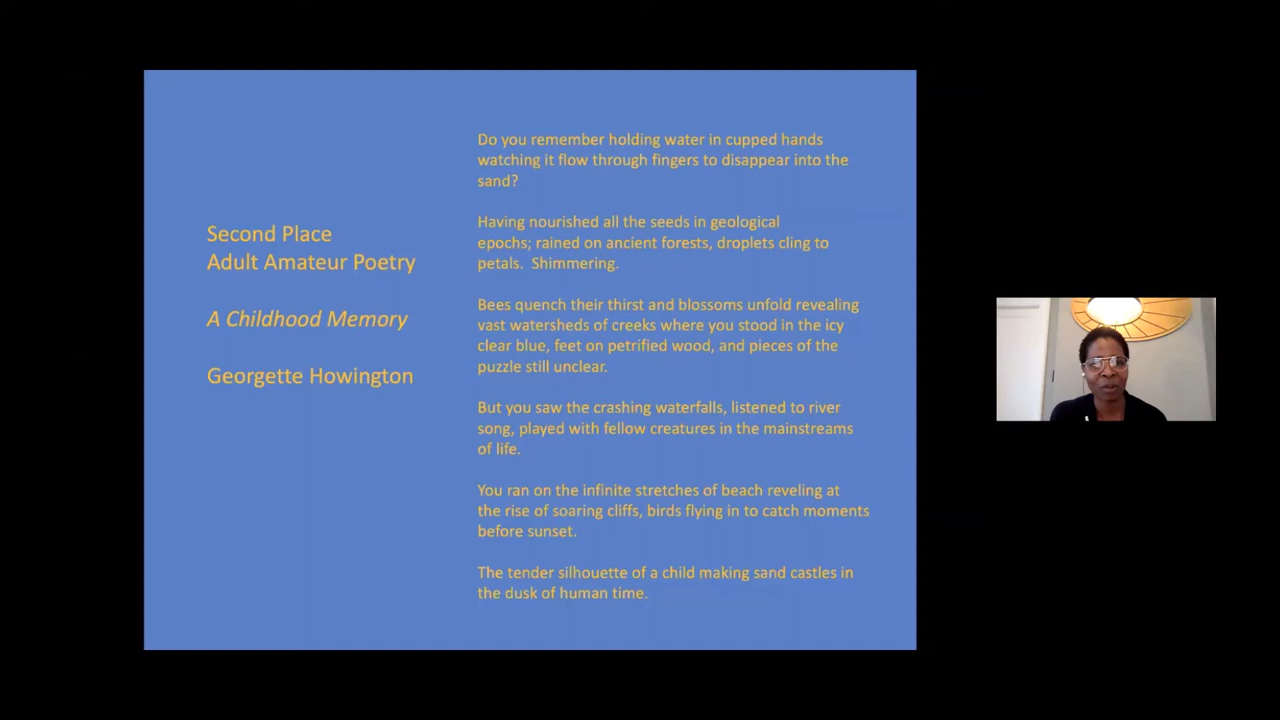 Second Place
Adult Amateur Poetry
A Childhood Memory
Georgette Howington
Do you remember holding water in cupped hands
watching it flow through fingers to disappear into the
sand?
Having nourished all the seeds in geological
epochs; rained on ancient forests, droplets cling to
petals.  Shimmering.
Bees quench their thirst and blossoms unfold revealing
vast watersheds of creeks where you stood in the icy
clear blue, feet on petrified wood, and pieces of the
puzzle still unclear.
But you saw the crashing waterfalls, listened to river
song, played with fellow creatures in the mainstreams
of life.
You ran on the infinite stretches of beach reveling at
the rise of soaring cliffs, birds flying in to catch moments
before sunset.
The tender silhouette of a child making sand castles in
the dusk of human time.